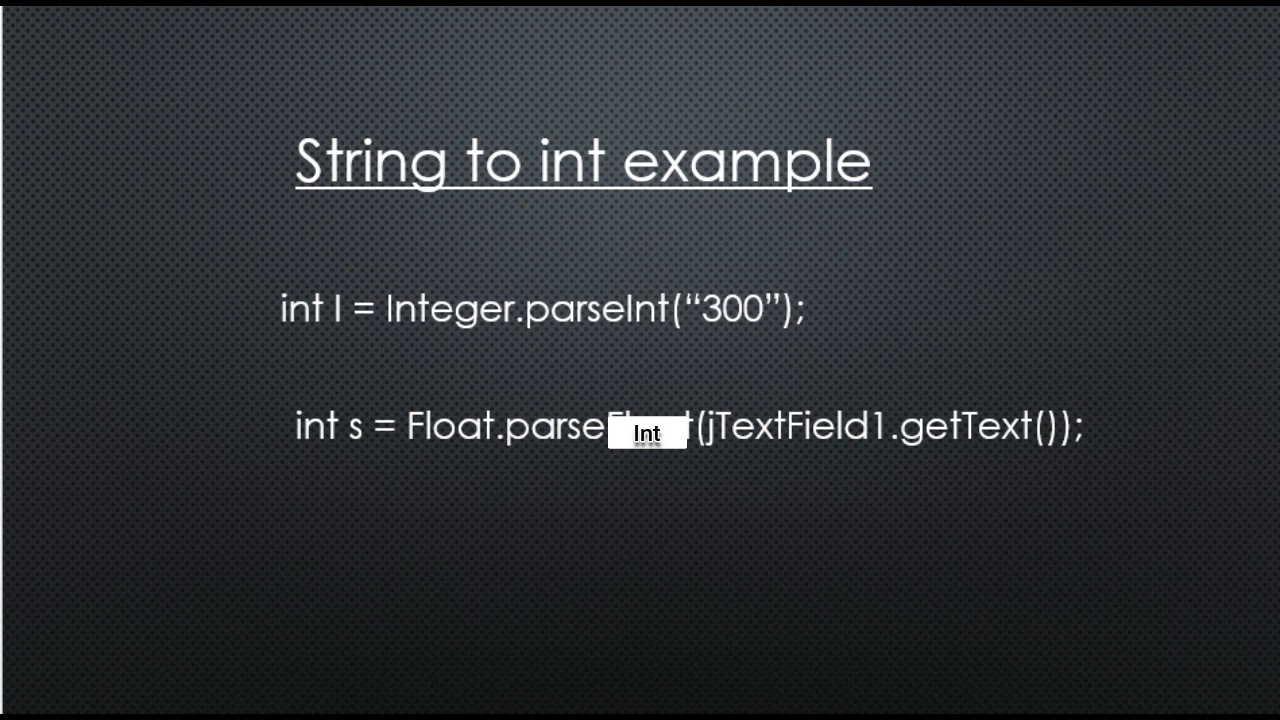 String to int example
int I = Integer.parseInt(“300”);
int s = Float.parseInt(jTextField1.getText());